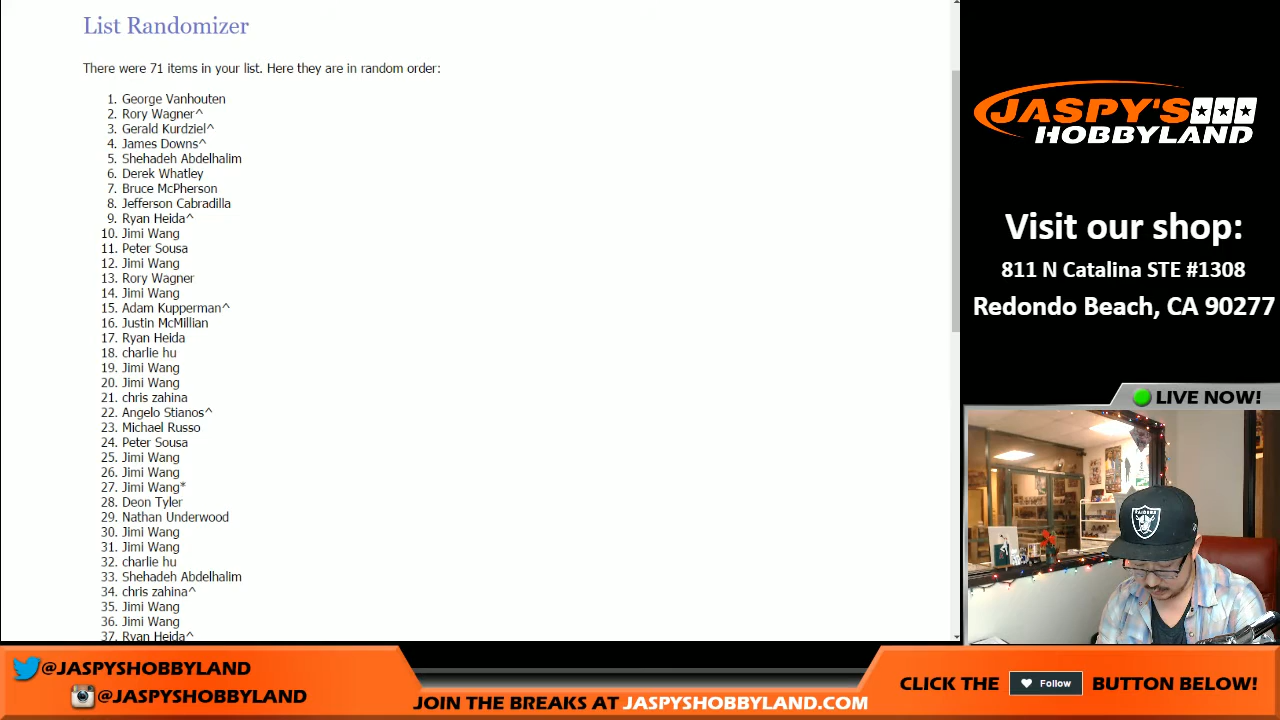 List Randomizer
There were 71 items in your list. Here they are in random order:
1. George Vanhouten
2. Rory Wagner^
3. Gerald Kurdziel^
4. James Downs^
5. Shehadeh Abdelhalim
6. Derek Whatley
7. Bruce McPherson
8. Jefferson Cabradilla
9. Ryan Heida^
10. Jimi Wang
11. Peter Sousa
12. Jimi Wang
13. Rory Wagner
14. Jimi Wang
15. Adam Kupperman^
16. Justin McMillian
17. Ryan Heida
18. charlie hu
19. Jimi Wang
20. Jimi Wang
21. chris zahina
22. Angelo Stianos^
23. Michael Russo
24. Peter Sousa
25. Jimi Wang
26. Jimi Wang
27. Jimi Wang*
28. Deon Tyler
29. Nathan Underwood
30. Jimi Wang
31. Jimi Wang
32. charlie hu
33. Shehadeh Abdelhalim
34. chris zahina^
35. Jimi Wang
36. Jimi Wang
37. Ryan Heida^
JASPY'S
HOBBYLAND
Visit our shop:
811 N Catalina STE #1308
Redondo Beach, CA 90277
LIVE NOW!
RAIDERS
@JASPYSHOBBYLAND
@JASPYSHOBBYLAND
JOIN THE BREAKS AT JASPYSHOBBYLAND.COM
CLICK THE Follow BUTTON BELOW!